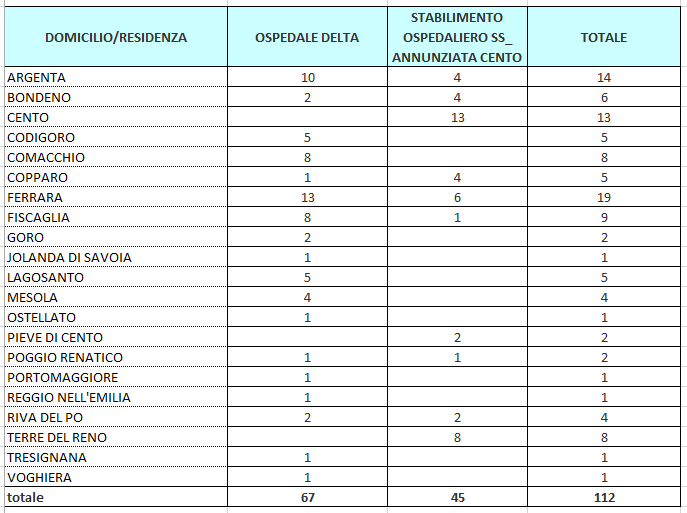 DOMICILIO/RESIDENZA OSPEDALE DELTA STABILIMENTO OSPEDALIERO SS_ ANNUNZIATA CENTO TOTALE
ARGENTA 10 4 14
BONDENO 2 4 6
CENTO 13 13
CODIGORO 5 5
COMACCHIO 8 8
COPPARO 1 4 5
FERRARA 13 6 19
FISCAGLIA 8 1 9
GORO 2 2
JOLANDA DI SAVOIA 1 1
LAGOSANTO 5 5
MESOLA 4 4
OSTELLATO 1 1
PIEVE DI CENTO 2 2
POGGIO RENATICO 1 1 2
PORTOMAGGIORE 1 1
REGGIO NELL'EMILIA 1 1
RIVA DEL PO 2 2 4
TERRE DEL RENO 8 8
TRESIGNANA 1 1
VOGHIERA 1 1
totale 67 45 112